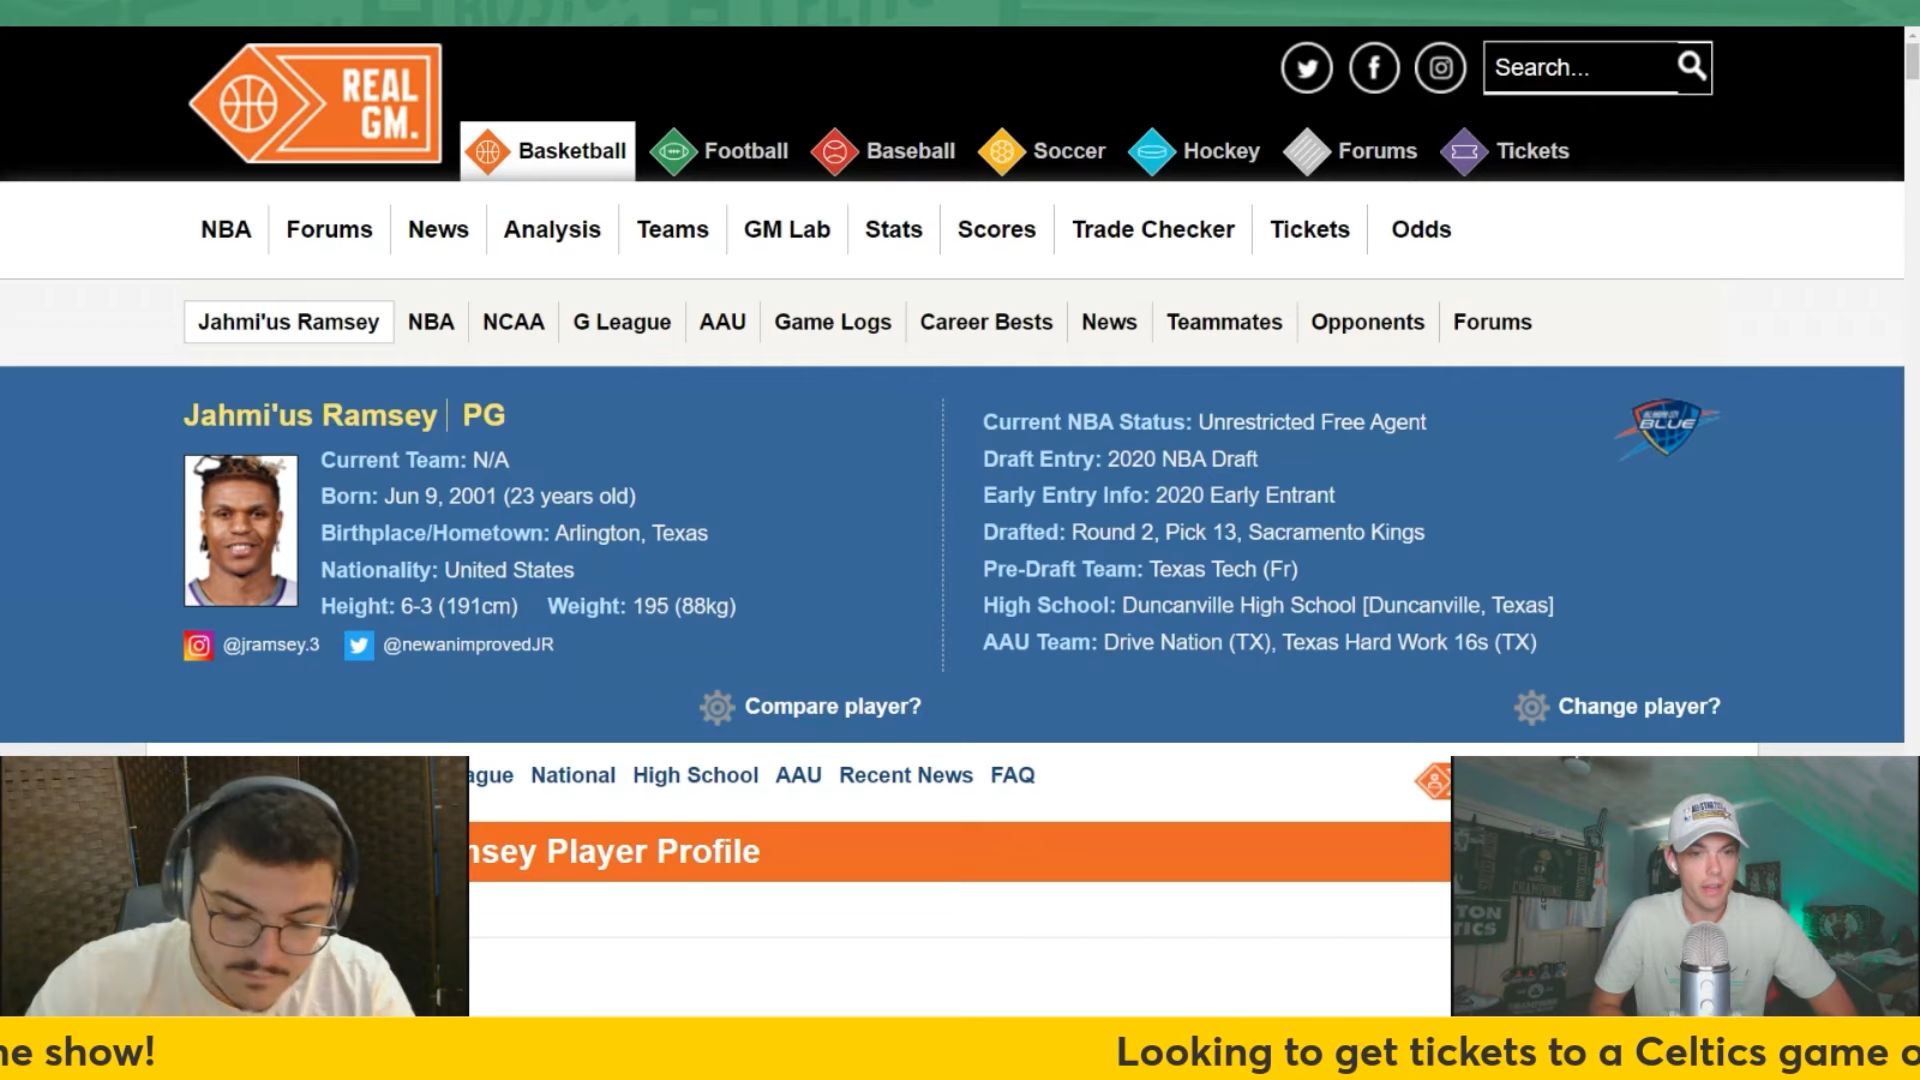 REAL
GM.
Search...
Basketball
Football
Baseball
Soccer
Hockey
Forums
Tickets
NBA
Forums
News
Analysis
Teams
GM Lab
Stats
Scores
Trade Checker
Tickets
Odds
Jahmi'us Ramsey
NBA
NCAA
G League
AAU
Game Logs
Career Bests
News
Teammates
Opponents
Forums
Jahmi'us Ramsey PG
Current Team: N/A
Born: Jun 9, 2001 (23 years old)
Birthplace/Hometown: Arlington, Texas
Nationality: United States
Height: 6-3 (191cm) Weight: 195 (88kg)
@jramsey.3 @newanimprovedJR
Current NBA Status: Unrestricted Free Agent
Draft Entry: 2020 NBA Draft
Early Entry Info: 2020 Early Entrant
Drafted: Round 2, Pick 13, Sacramento Kings
Pre-Draft Team: Texas Tech (Fr)
High School: Duncanville High School [Duncanville, Texas]
AAU Team: Drive Nation (TX), Texas Hard Work 16s (TX)
BLUE
Compare player?
Change player?
ague National High School AAU Recent News FAQ
nsey Player Profile
CHAMPIONS
TON
TICS
ne show!
Looking to get tickets to a Celtics game o